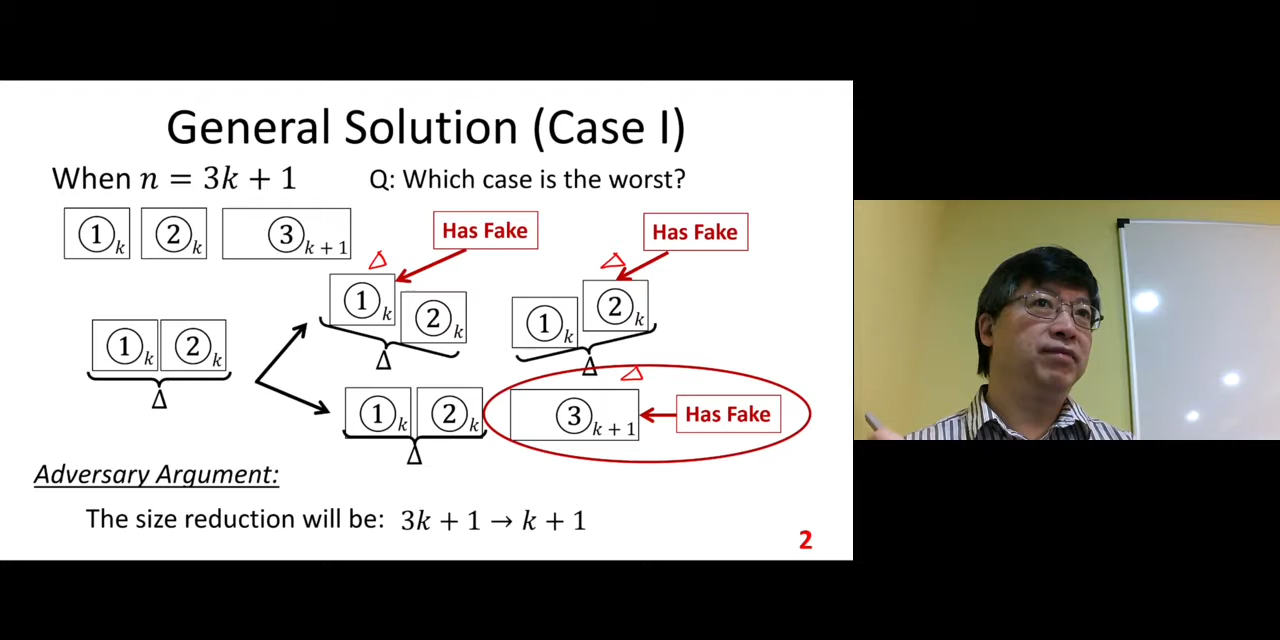 General Solution (Case I)
When n = 3k + 1
Q: Which case is the worst?
① k ② k ③ k + 1
Has Fake
Has Fake
① k ② k
① k ② k
① k ② k
① k ② k
③ k + 1
Has Fake
Adversary Argument:
The size reduction will be: 3k + 1 → k + 1
2